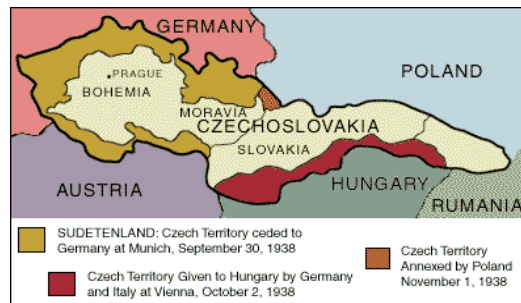 GERMANY
POLAND
PRAGUE
BOHEMIA
MORAVIA
CZECHOSLOVAKIA
SLOVAKIA
AUSTRIA
HUNGARY
RUMANIA
SUDETENLAND: Czech Territory ceded to
Germany at Munich, September 30, 1938
Czech Territory Given to Hungary by Germany
and Italy at Vienna, October 2, 1938
Czech Territory
Annexed by Poland
November 1, 1938